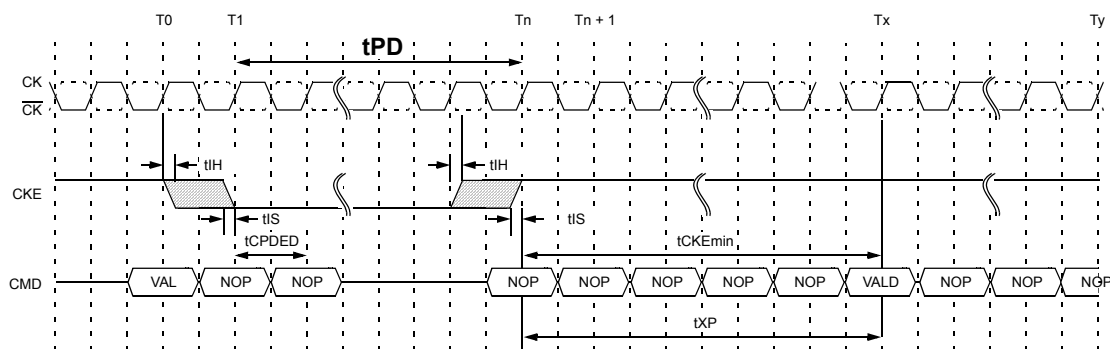 T0 T1 Tn Tn + 1 Tx Ty
tPD
CK
CK
tIH tIH
CKE
tIS tIS
tCPDED tCKEmin
CMD VAL NOP NOP NOP NOP NOP NOP NOP VALD NOP NOP NOP
tXP